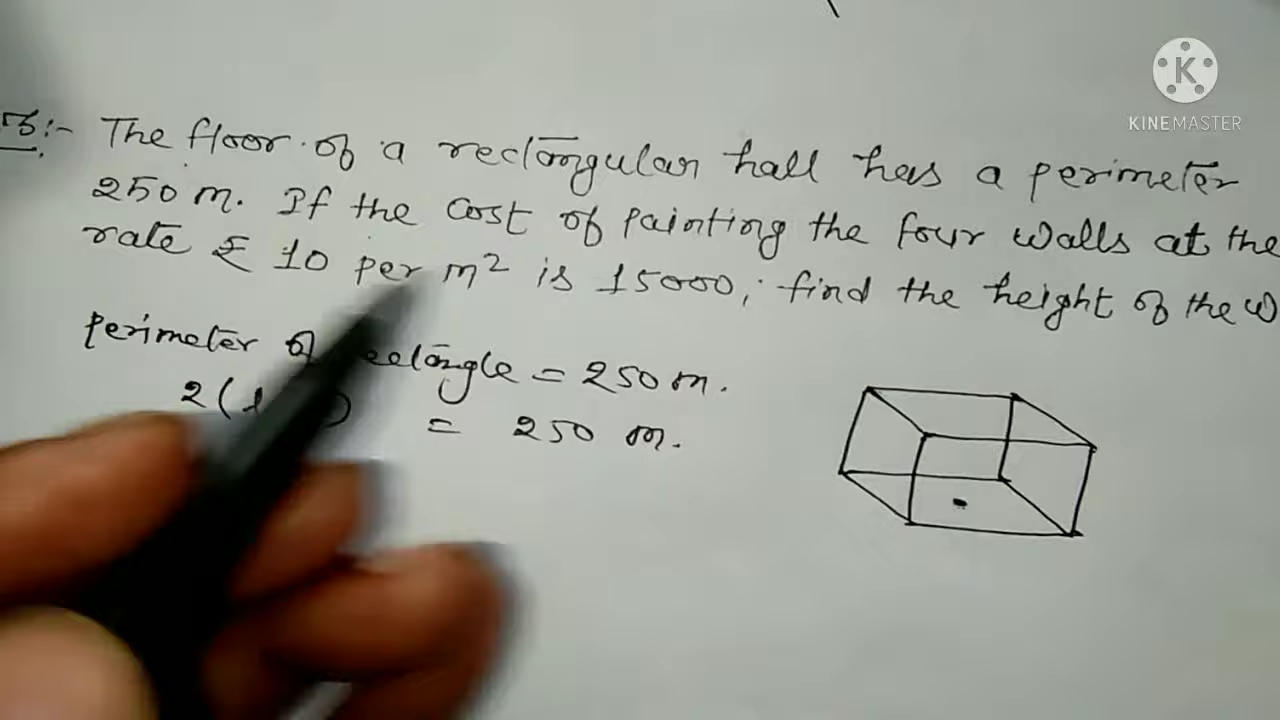 The floor of a rectangular hall has a perimeter
250 m. If the cost of painting the four walls at the
rate ₹ 10 per m² is 15000, find the height of the
perimeter of rectangle = 250 m.
2( ) = 250 m.
K
KINEMASTER